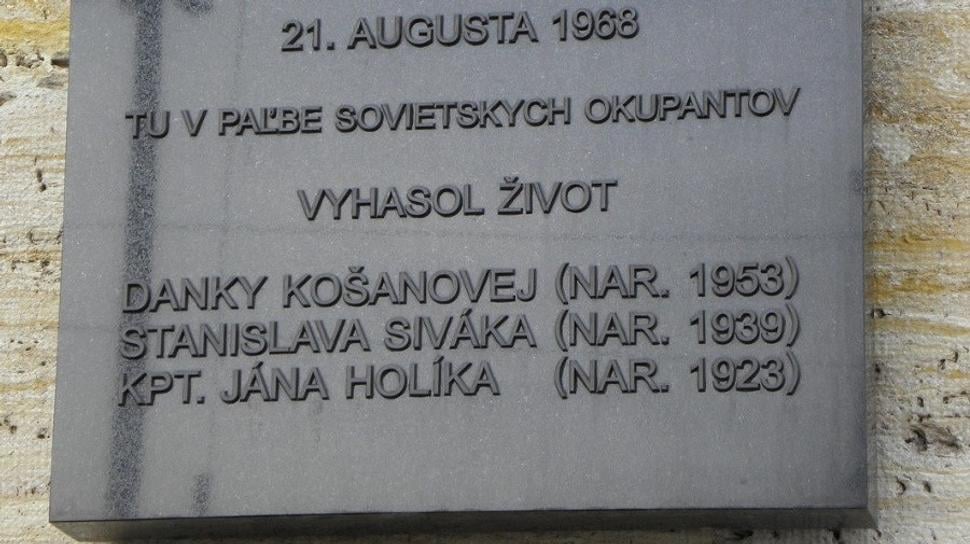 21. AUGUSTA 1968
TU V PAĽBE SOVIETSKYCH OKUPANTOV
VYHASOL ŽIVOT
DANKY KOŠANOVEJ (NAR. 1953)
STANISLAVA SIVÁKA (NAR. 1939)
KPT. JÁNA HOLÍKA (NAR. 1923)